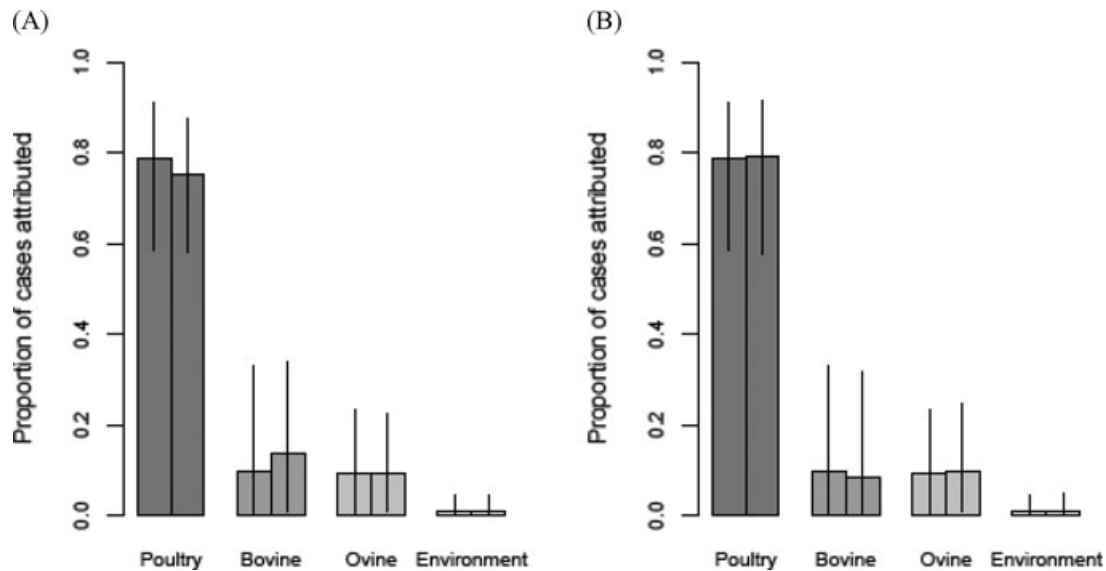 (A)
Proportion of cases attributed
1.0
0.8
0.6
0.4
0.2
0.0
Poultry Bovine Ovine Environment
(B)
Proportion of cases attributed
1.0
0.8
0.6
0.4
0.2
0.0
Poultry Bovine Ovine Environment